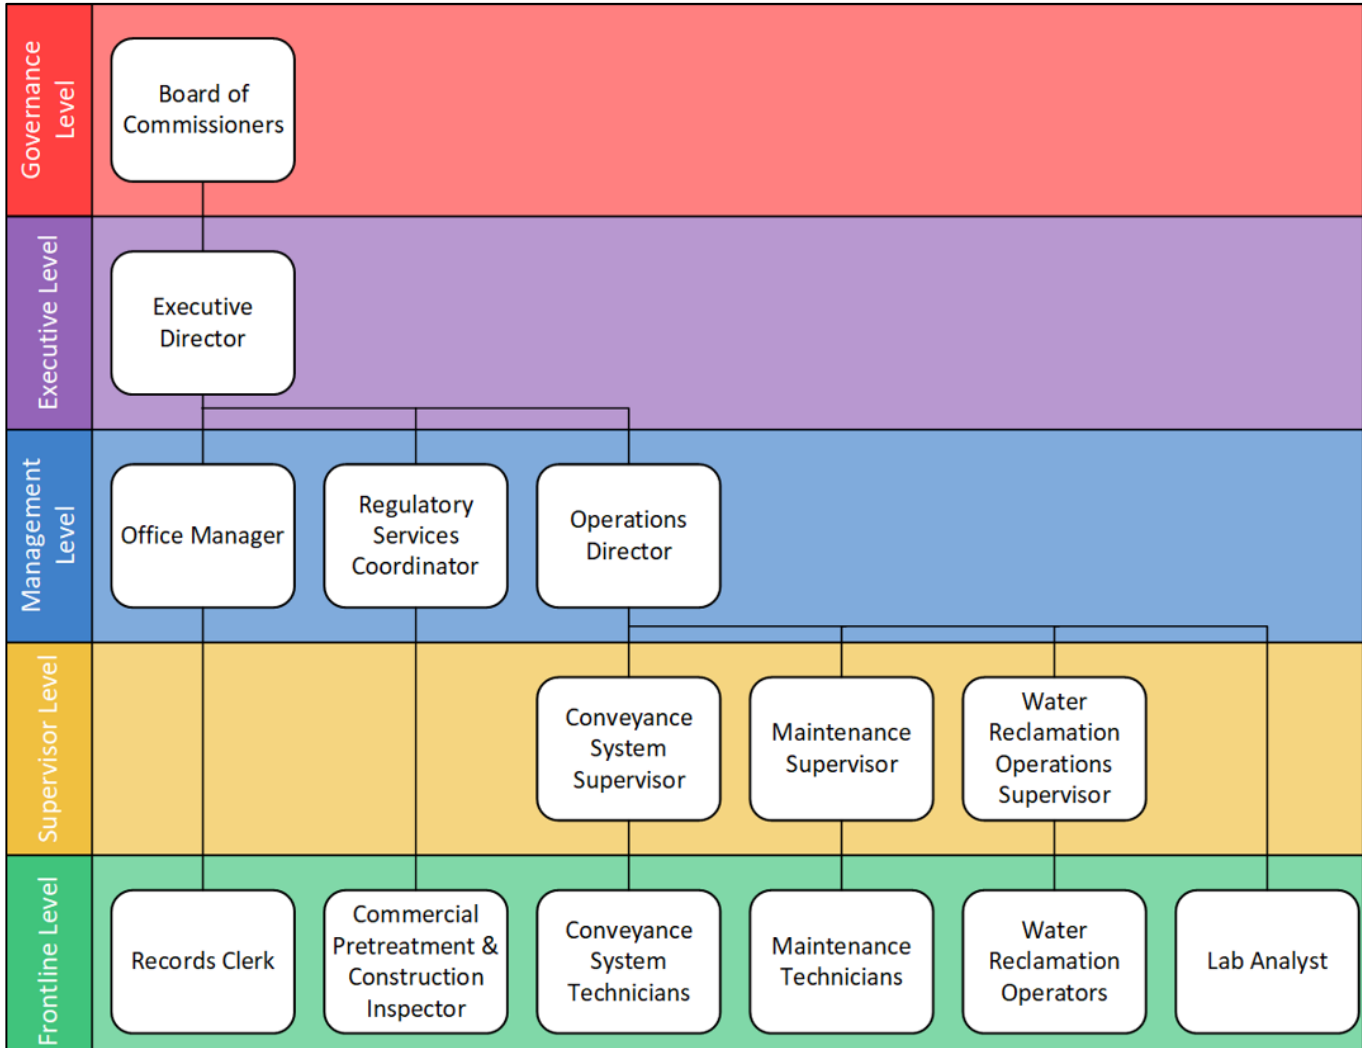 Governance
Level
Board of
Commissioners
Executive Level
Executive
Director
Management
Level
Office Manager
Regulatory
Services
Coordinator
Operations
Director
Supervisor Level
Conveyance
System
Supervisor
Maintenance
Supervisor
Water
Reclamation
Operations
Supervisor
Frontline Level
Records Clerk
Commercial
Pretreatment &
Construction
Inspector
Conveyance
System
Technicians
Maintenance
Technicians
Water
Reclamation
Operators
Lab Analyst